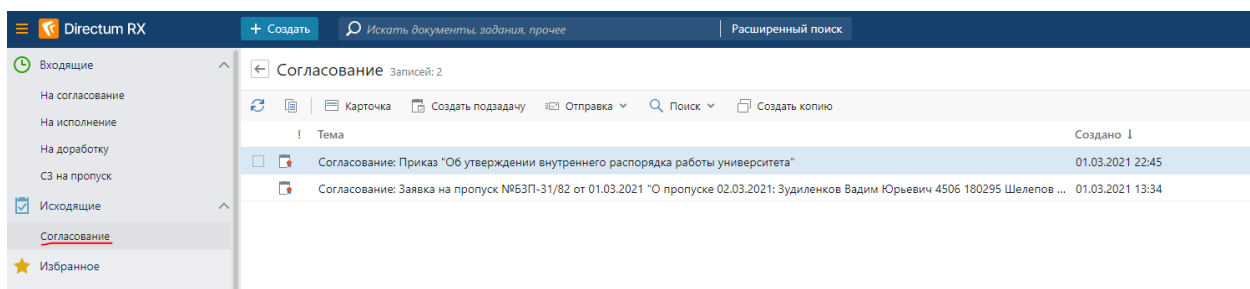 Directum RX
+ Создать
Искать документы, задания, прочее
Расширенный поиск
Входящие
На согласование
На исполнение
На доработку
СЗ на пропуск
Исходящие
Согласование
Избранное
Согласование Записей: 2
Карточка Создать подзадачу Отправка Поиск Создать копию
! Тема Создано
Согласование: Приказ "Об утверждении внутреннего распорядка работы университета" 01.03.2021 22:45
Согласование: Заявка на пропуск №БЗП-31/82 от 01.03.2021 "О пропуске 02.03.2021: Зудиленков Вадим Юрьевич 4506 180295 Шелепов ... 01.03.2021 13:34